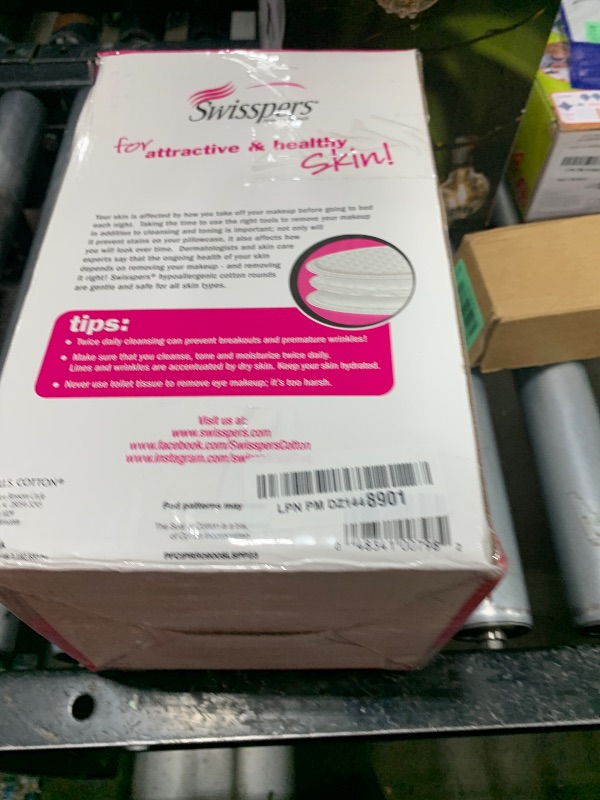 Swisspers
for attractive & healthy Skin!
Your skin is affected by how you take off your makeup before going to bed
each night. Taking the time to use the right tools to remove your makeup
in addition to cleansing and toning is important; not only will
it prevent stains on your pillowcase, it also affects how
you will look over time. Dermatologists and skin care
experts say that the ongoing health of your skin
depends on removing your makeup - and removing
it right! Swisspers® hypoallergenic cotton rounds
are gentle and safe for all skin types.
tips:
• Twice daily cleansing can prevent breakouts and premature wrinkles!
• Make sure that you cleanse, tone and moisturize twice daily.
Lines and wrinkles are accentuated by dry skin. Keep your skin hydrated.
• Never use toilet tissue to remove eye makeup; it's too harsh.
Visit us at:
www.swisspers.com
www.facebook.com/SwisspersCotton
www.instagram.com/swi
U.S. COTTON®
Pad patterns may
LPN PM DZ1448901